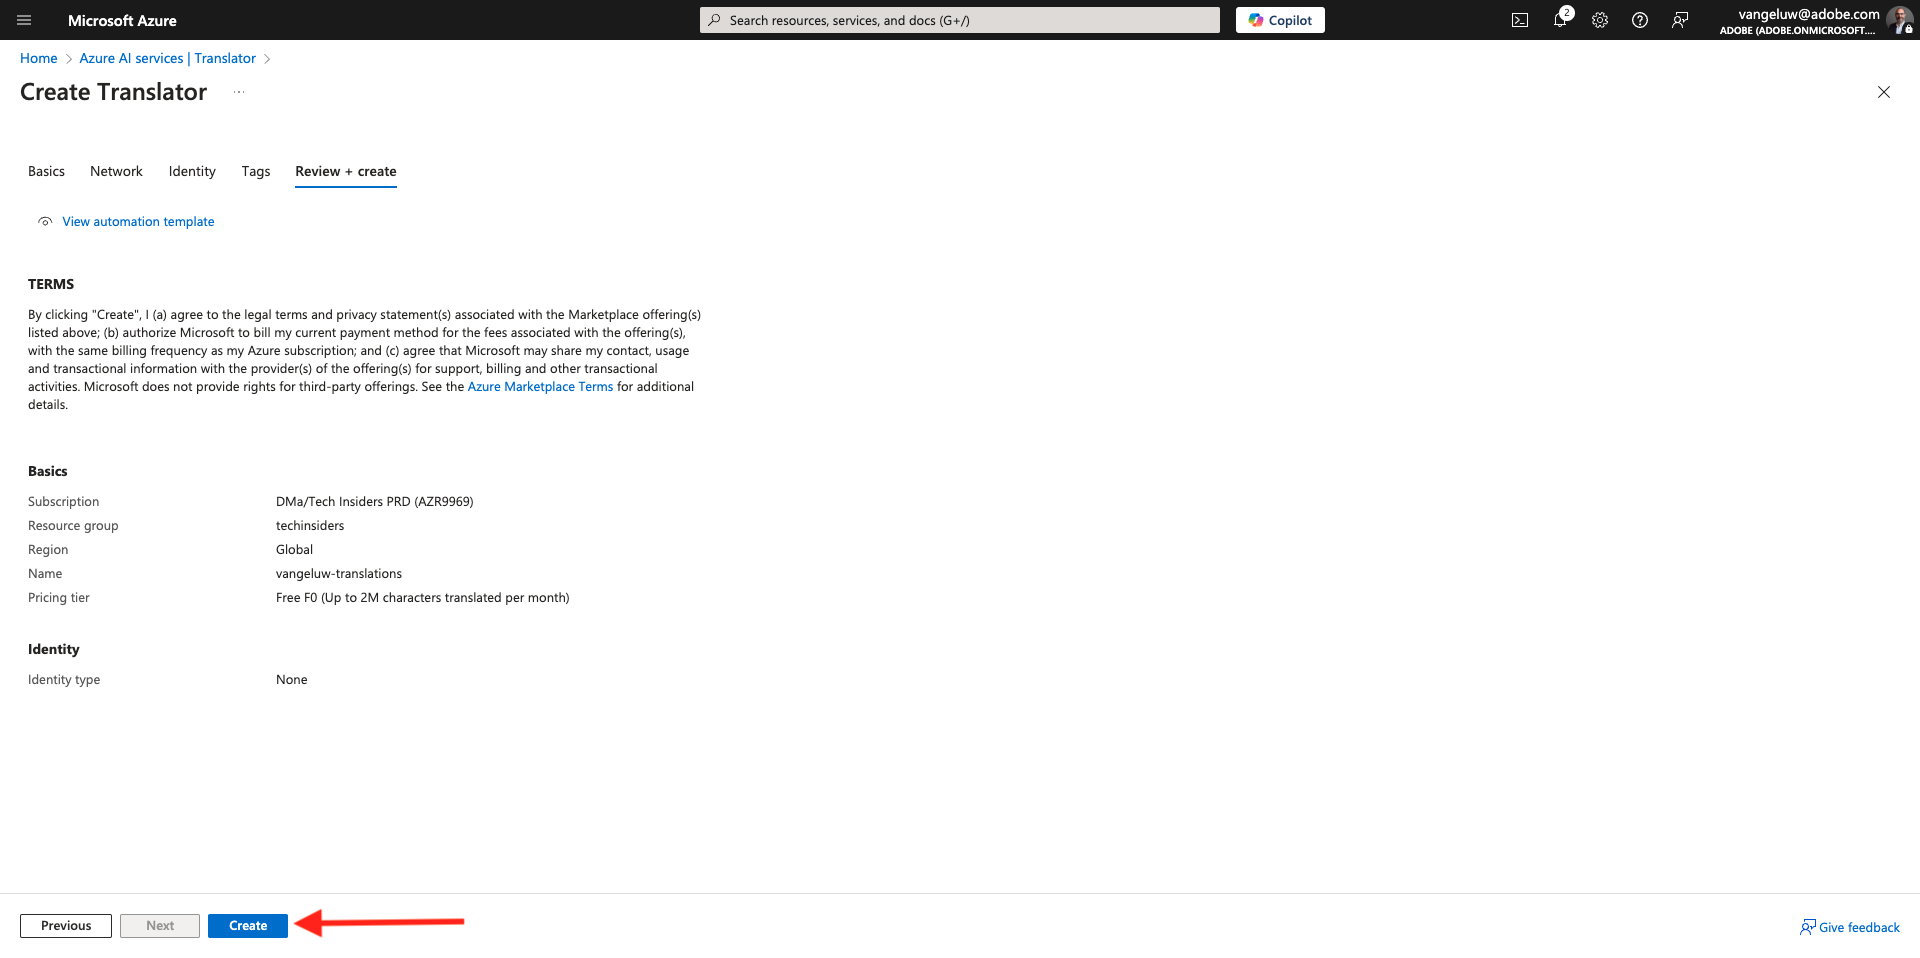 Microsoft Azure
Search resources, services, and docs (G+/)
Copilot
2
vangeluw@adobe.com
ADOBE (ADOBE.ONMICROSOFT....
Home > Azure AI services | Translator >
Create Translator ...
Basics Network Identity Tags Review + create
View automation template
TERMS
By clicking "Create", I (a) agree to the legal terms and privacy statement(s) associated with the Marketplace offering(s)
listed above; (b) authorize Microsoft to bill my current payment method for the fees associated with the offering(s),
with the same billing frequency as my Azure subscription; and (c) agree that Microsoft may share my contact, usage
and transactional information with the provider(s) of the offering(s) for support, billing and other transactional
activities. Microsoft does not provide rights for third-party offerings. See the Azure Marketplace Terms for additional
details.
Basics
Subscription DMa/Tech Insiders PRD (AZR9969)
Resource group techinsiders
Region Global
Name vangeluw-translations
Pricing tier Free F0 (Up to 2M characters translated per month)
Identity
Identity type None
Previous Next Create
Give feedback